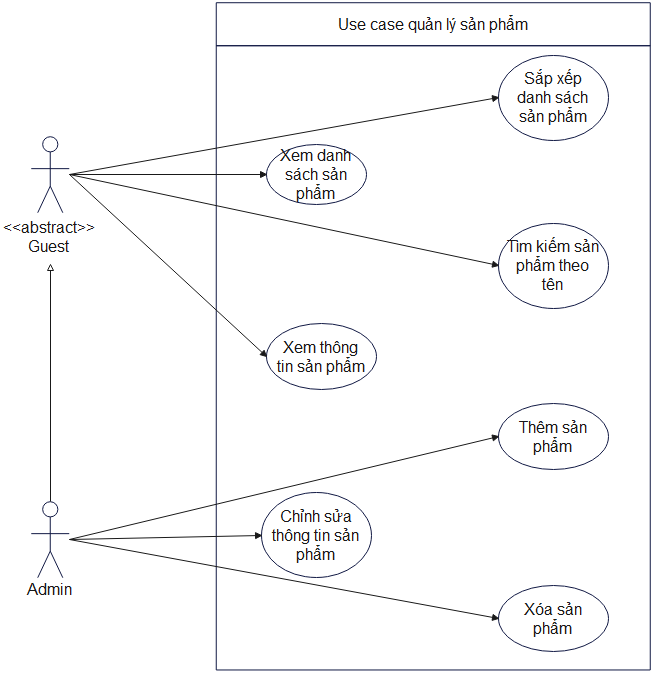 Use case quản lý sản phẩm
Sắp xếp
danh sách
sản phẩm
Xem danh
sách sản
phẩm
<<abstract>>
Guest
Tìm kiếm sản
phẩm theo
tên
Xem thông
tin sản phẩm
Thêm sản
phẩm
Chỉnh sửa
thông tin sản
phẩm
Admin
Xóa sản
phẩm